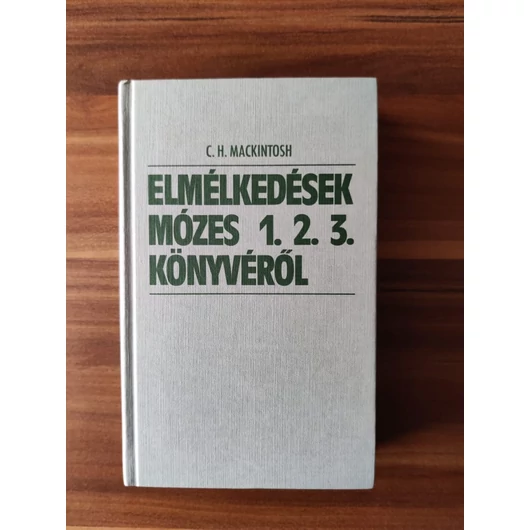 C. H. MACKINTOSH
ELMÉLKEDÉSEK
MÓZES 1. 2. 3.
KÖNYVÉRŐL